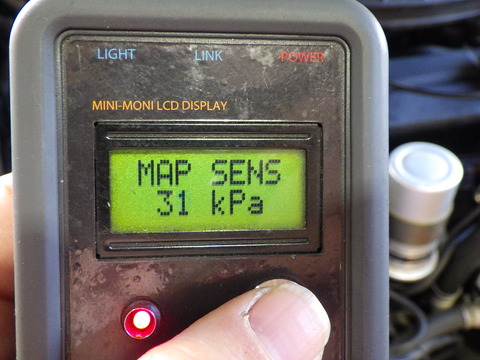 LIGHT LINK POWER
MINI-MONI LCD DISPLAY
MAP SENS
31 kPa